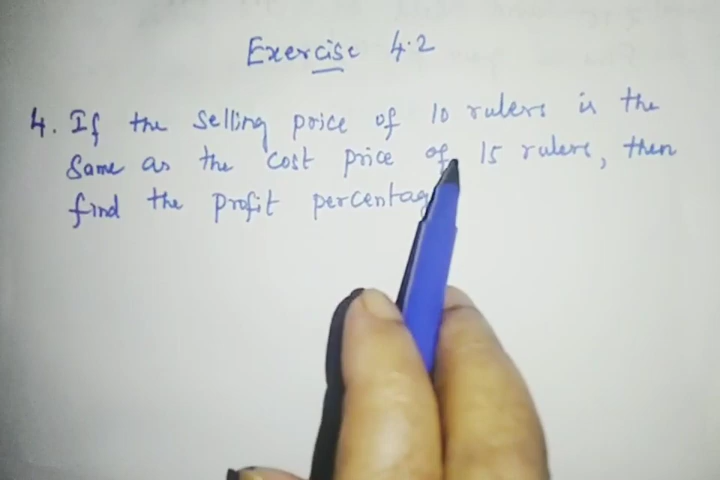 Exercise 4.2
4. If the selling price of 10 rulers is the
same as the cost price of 15 rulers, then
find the profit